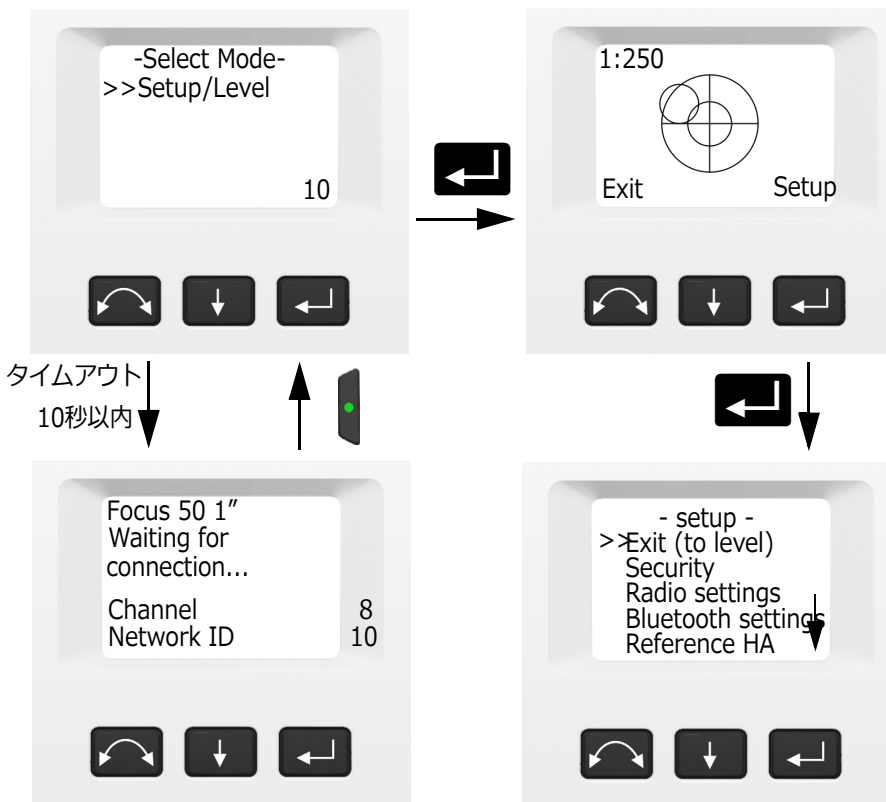 -Select Mode-
>>Setup/Level
10
1:250
Exit Setup
タイムアウト
10秒以内
Focus 50 1″
Waiting for
connection...
Channel 8
Network ID 10
- setup -
>>Exit (to level)
Security
Radio settings
Bluetooth settings
Reference HA